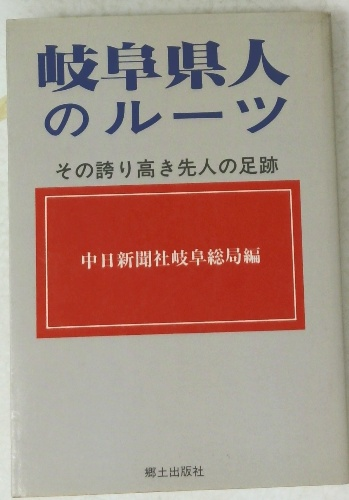 岐阜県人
のルーツ
その誇り高き先人の足跡
中日新聞社岐阜総局編
郷土出版社